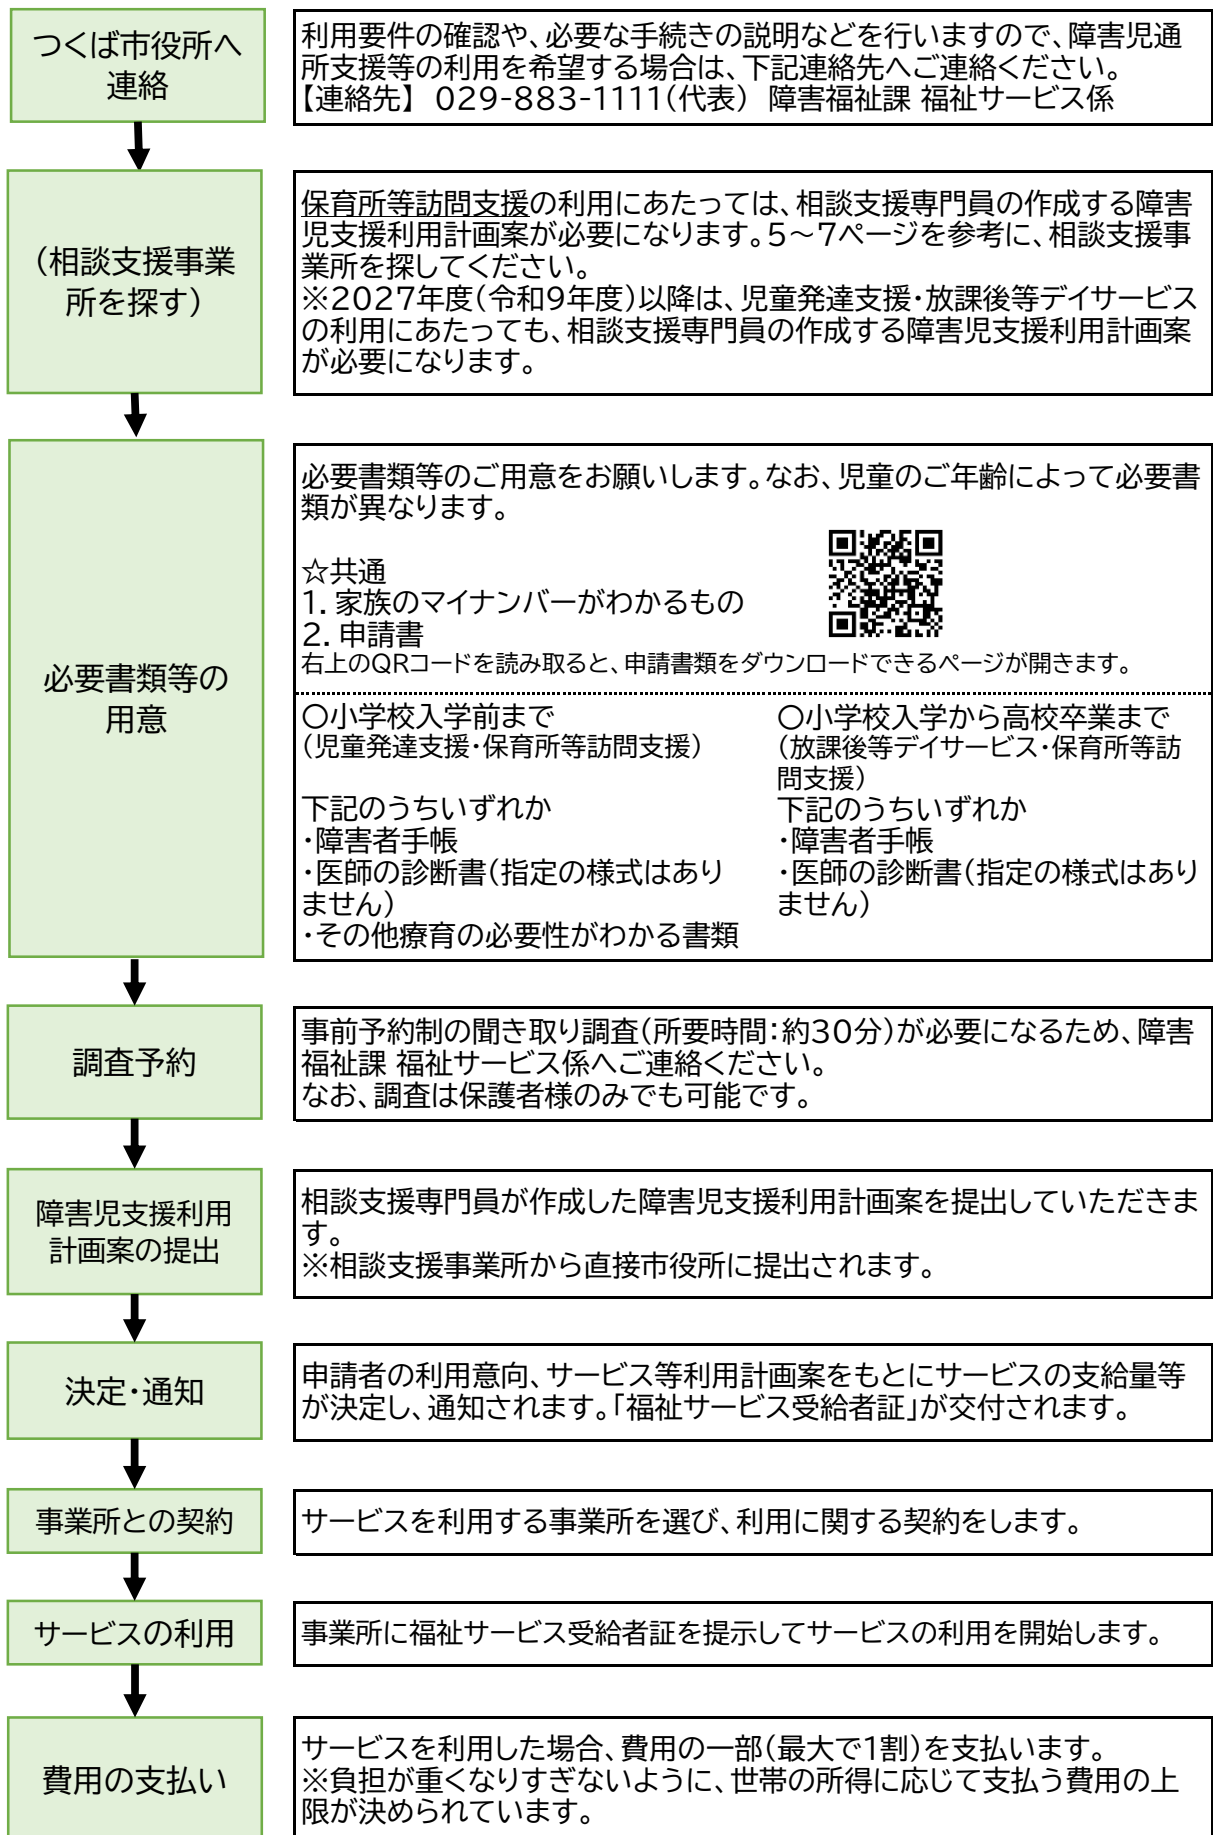 つくば市役所へ
連絡
利用要件の確認や、必要な手続きの説明などを行いますので、障害児通
所支援等の利用を希望する場合は、下記連絡先へご連絡ください。
【連絡先】 029-883-1111(代表) 障害福祉課 福祉サービス係
(相談支援事業
所を探す)
保育所等訪問支援の利用にあたっては、相談支援専門員の作成する障害
児支援利用計画案が必要になります。5～7ページを参考に、相談支援事
業所を探してください。
※2027年度(令和9年度)以降は、児童発達支援・放課後等デイサービス
の利用にあたっても、相談支援専門員の作成する障害児支援利用計画案
が必要になります。
必要書類等の
用意
必要書類等のご用意をお願いします。なお、児童のご年齢によって必要書
類が異なります。
☆共通
1. 家族のマイナンバーがわかるもの
2. 申請書
右上のQRコードを読み取ると、申請書類をダウンロードできるページが開きます。
〇小学校入学前まで
(児童発達支援・保育所等訪問支援)
下記のうちいずれか
・障害者手帳
・医師の診断書(指定の様式はあり
ません)
・その他療育の必要性がわかる書類
〇小学校入学から高校卒業まで
(放課後等デイサービス・保育所等訪
問支援)
下記のうちいずれか
・障害者手帳
・医師の診断書(指定の様式はあり
ません)
調査予約
事前予約制の聞き取り調査(所要時間:約30分)が必要になるため、障害
福祉課 福祉サービス係へご連絡ください。
なお、調査は保護者様のみでも可能です。
障害児支援利用
計画案の提出
相談支援専門員が作成した障害児支援利用計画案を提出していただきま
す。
※相談支援事業所から直接市役所に提出されます。
決定・通知
申請者の利用意向、サービス等利用計画案をもとにサービスの支給量等
が決定し、通知されます。「福祉サービス受給者証」が交付されます。
事業所との契約
サービスを利用する事業所を選び、利用に関する契約をします。
サービスの利用
事業所に福祉サービス受給者証を提示してサービスの利用を開始します。
費用の支払い
サービスを利用した場合、費用の一部(最大で1割)を支払います。
※負担が重くなりすぎないように、世帯の所得に応じて支払う費用の上
限が決められています。